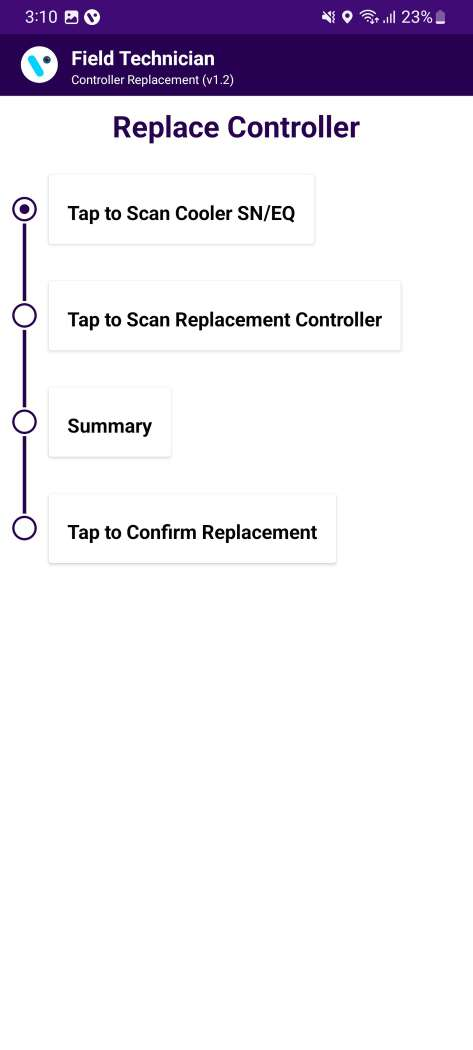 3:10 23%
Field Technician
Controller Replacement (v1.2)
Replace Controller
Tap to Scan Cooler SN/EQ
Tap to Scan Replacement Controller
Summary
Tap to Confirm Replacement